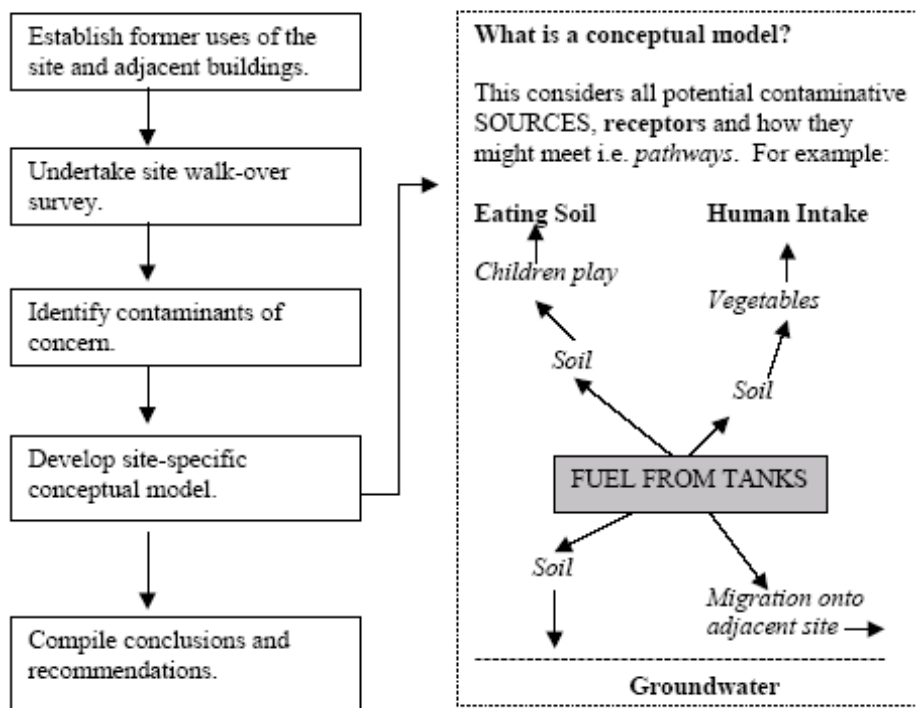 Establish former uses of the
site and adjacent buildings.
Undertake site walk-over
survey.
Identify contaminants of
concern.
Develop site-specific
conceptual model.
Compile conclusions and
recommendations.
What is a conceptual model?
This considers all potential contaminative
SOURCES, receptors and how they
might meet i.e. pathways. For example:
Eating Soil
Human Intake
Children play
Vegetables
Soil
Soil
FUEL FROM TANKS
Soil
Migration onto
adjacent site
Groundwater